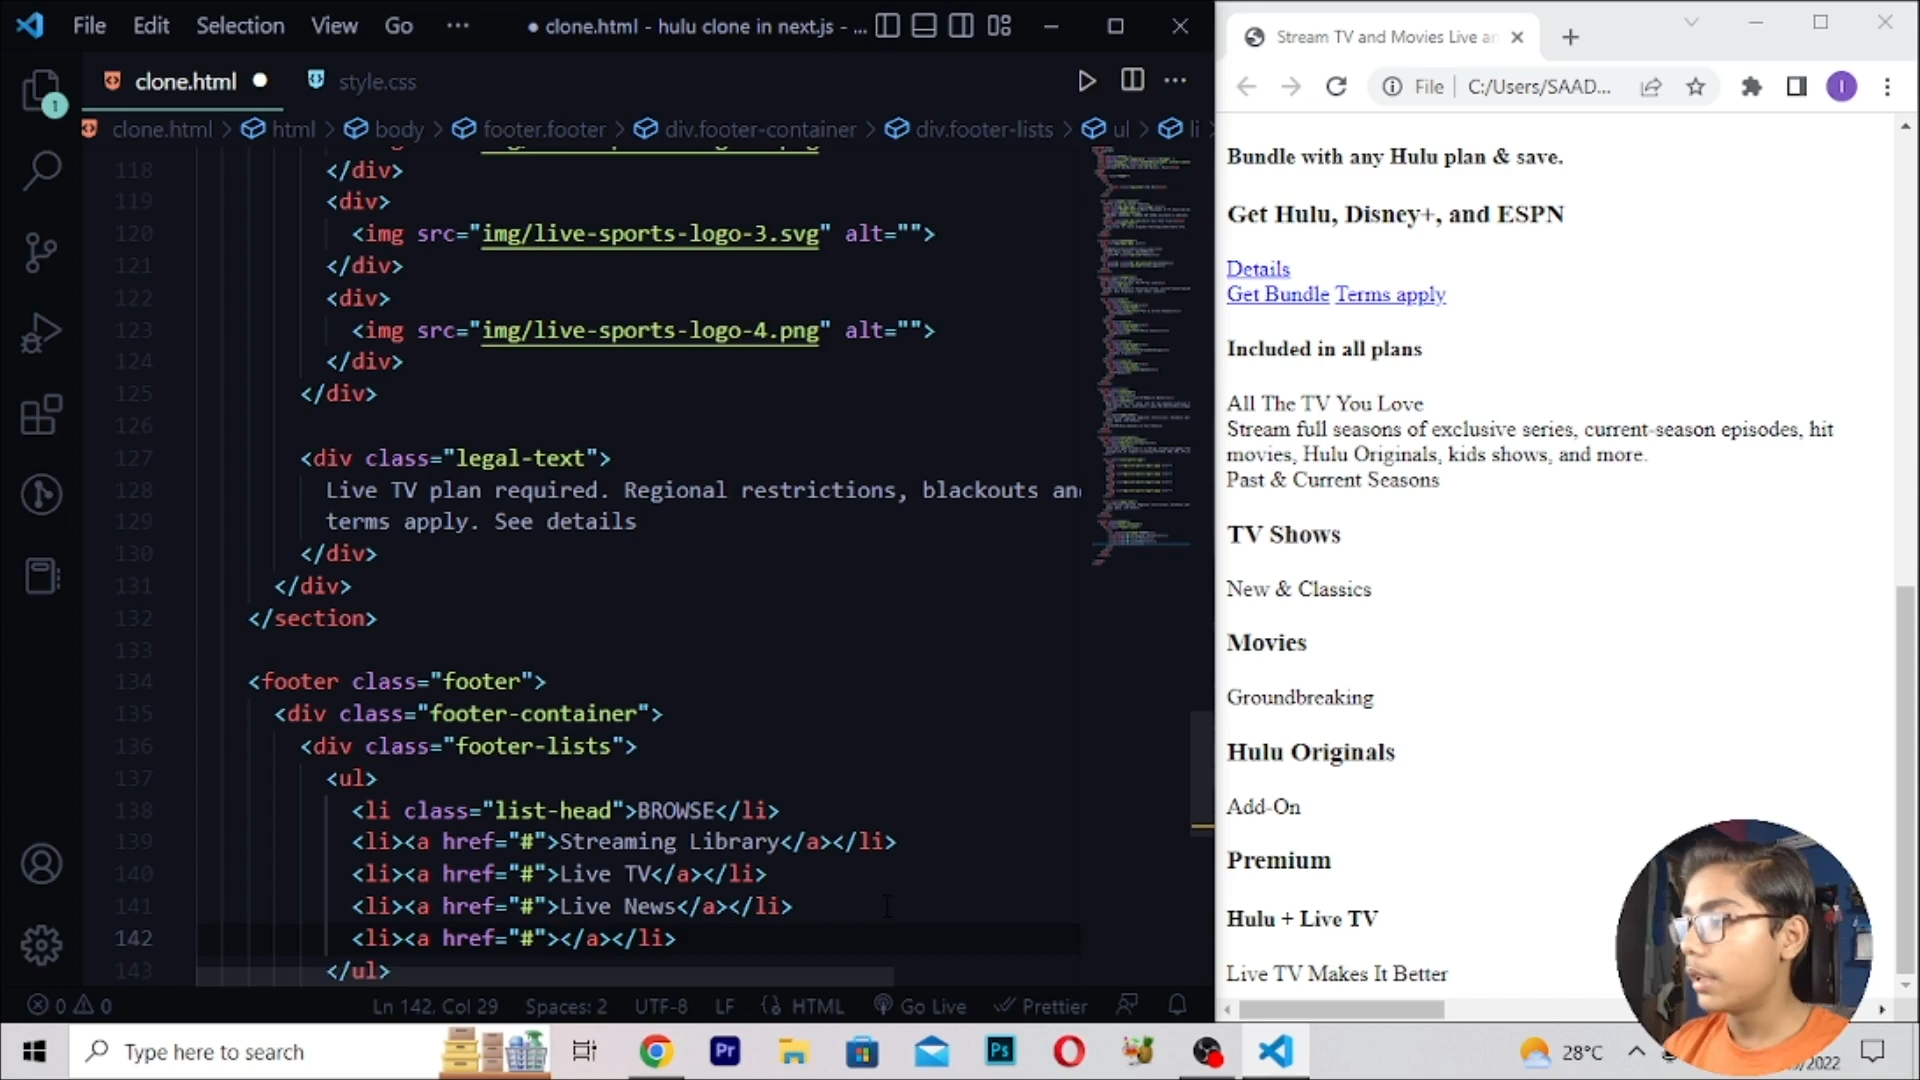 File Edit Selection View Go ··· ● clone.html - hulu clone in next.js - ...
clone.html ● style.css
clone.html > html > body > footer.footer > div.footer-container > div.footer-lists > ul > li >
118 </div>
119 <div>
120 <img src="img/live-sports-logo-3.svg" alt="">
121 </div>
122 <div>
123 <img src="img/live-sports-logo-4.png" alt="">
124 </div>
125 </div>
126
127 <div class="legal-text">
128 Live TV plan required. Regional restrictions, blackouts and
129 terms apply. See details
130 </div>
131 </div>
132 </section>
133
134 <footer class="footer">
135 <div class="footer-container">
136 <div class="footer-lists">
137 <ul>
138 <li class="list-head">BROWSE</li>
139 <li><a href="#">Streaming Library</a></li>
140 <li><a href="#">Live TV</a></li>
141 <li><a href="#">Live News</a></li>
142 <li><a href="#"></a></li>
143 </ul>
1
0 0 Ln 142, Col 29 Spaces: 2 UTF-8 LF HTML Go Live Prettier
Stream TV and Movies Live an
File C:/Users/SAAD... I
Bundle with any Hulu plan & save.
Get Hulu, Disney+, and ESPN
Details
Get Bundle Terms apply
Included in all plans
All The TV You Love
Stream full seasons of exclusive series, current-season episodes, hit
movies, Hulu Originals, kids shows, and more.
Past & Current Seasons
TV Shows
New & Classics
Movies
Groundbreaking
Hulu Originals
Add-On
Premium
Hulu + Live TV
Live TV Makes It Better
Type here to search Pr Ps 28°C